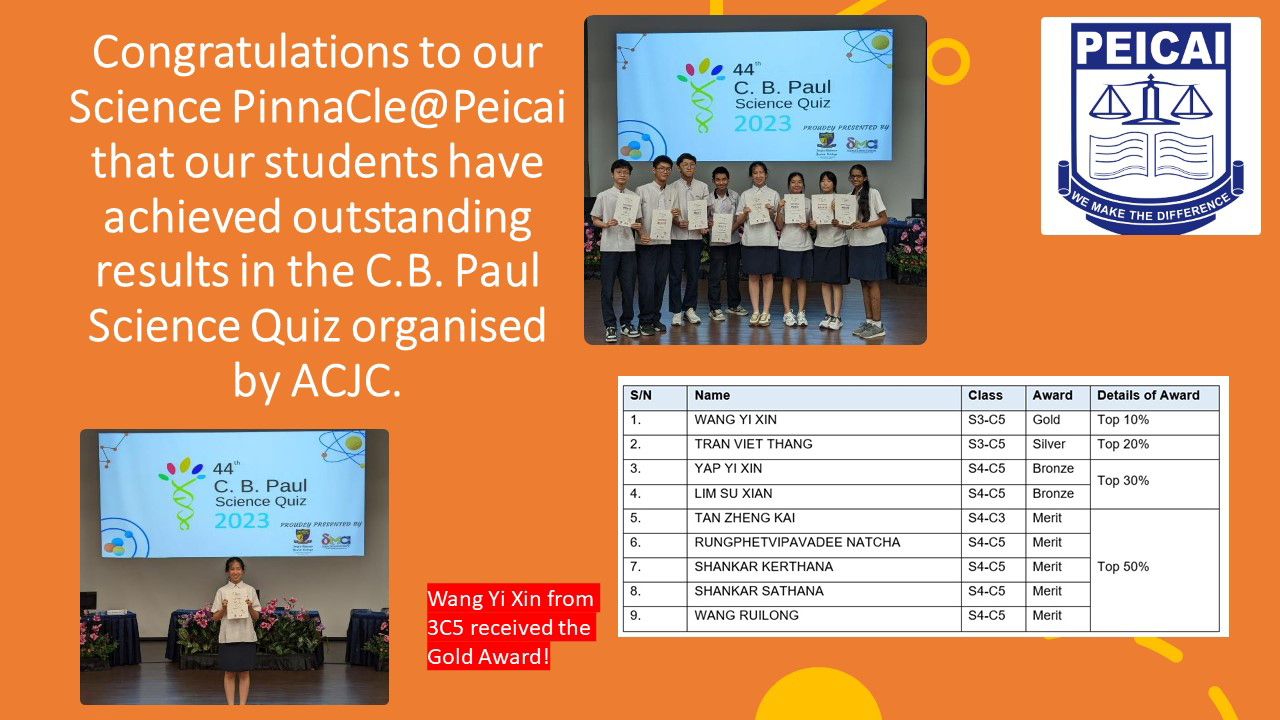 Congratulations to our
Science PinnaCle@Peicai
that our students have
achieved outstanding
results in the C.B. Paul
Science Quiz organised
by ACJC.
44th
C. B. Paul
Science Quiz
2023
PROUDLY PRESENTED BY
PEICAI
WE MAKE THE DIFFERENCE
S/N Name Class Award Details of Award
1. WANG YI XIN S3-C5 Gold Top 10%
2. TRAN VIET THANG S3-C5 Silver Top 20%
3. YAP YI XIN S4-C5 Bronze Top 30%
4. LIM SU XIAN S4-C5 Bronze
5. TAN ZHENG KAI S4-C3 Merit Top 50%
6. RUNGPHETVIPAVADEE NATCHA S4-C5 Merit
7. SHANKAR KERTHANA S4-C5 Merit
8. SHANKAR SATHANA S4-C5 Merit
9. WANG RUILONG S4-C5 Merit
44th
C. B. Paul
Science Quiz
2023
PROUDLY PRESENTED BY
Wang Yi Xin from
3C5 received the
Gold Award!